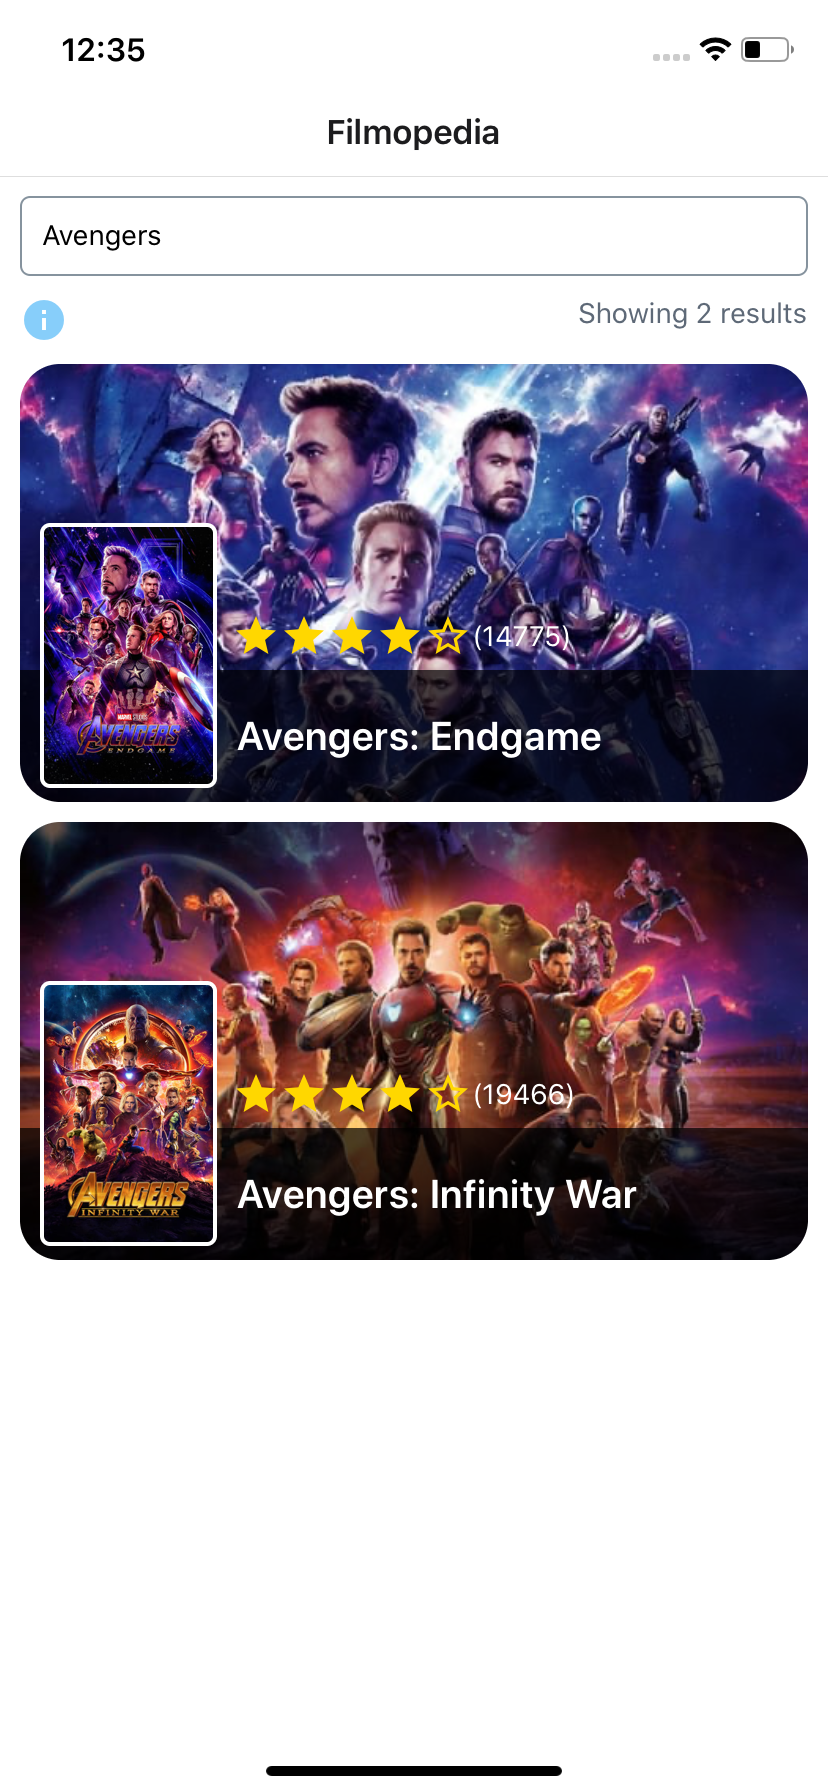 12:35
Filmopedia
Avengers
Showing 2 results
(14775)
MARVEL STUDIOS
AVENGERS
ENDGAME
Avengers: Endgame
(19466)
AVENGERS
INFINITY WAR
Avengers: Infinity War